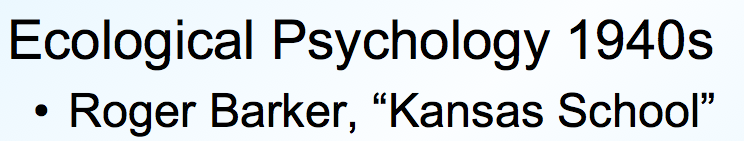 Ecological Psychology 1940s
• Roger Barker, “Kansas School”